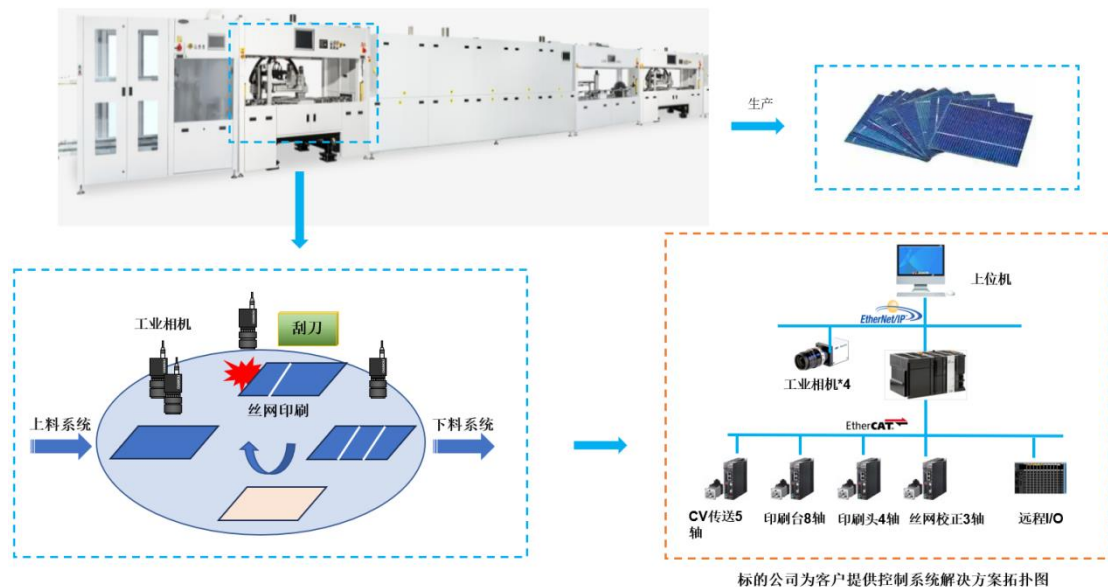 生产
工业相机
刮刀
丝网印刷
上料系统
下料系统
上位机
EtherNet/IP
工业相机*4
EtherCAT
CV传送5
轴
印刷台8轴
印刷头4轴
丝网校正3轴
远程I/O
标的公司为客户提供控制系统解决方案拓扑图